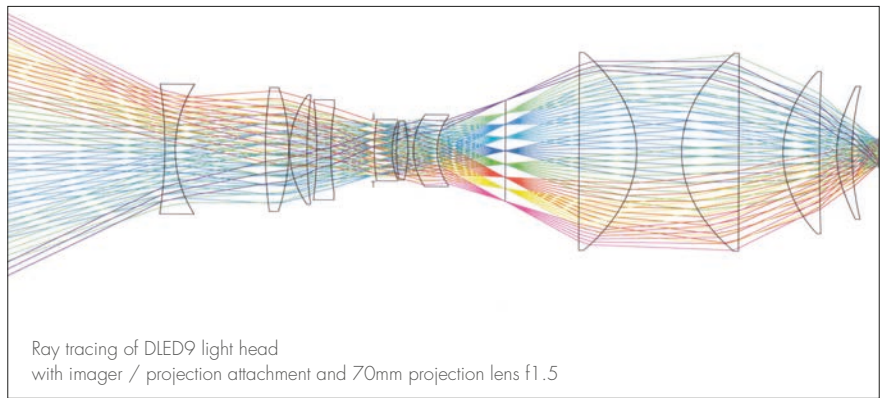 Ray tracing of DLED9 light head
with imager / projection attachment and 70mm projection lens f1.5